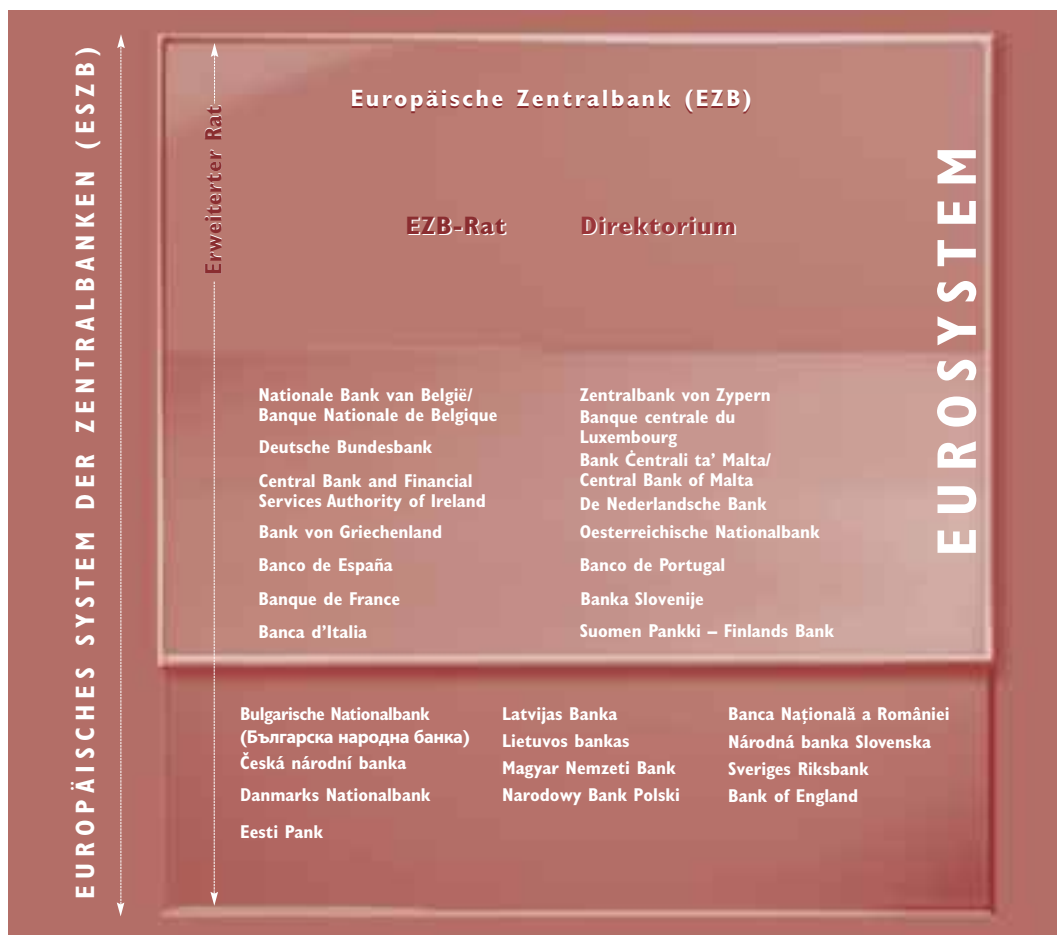 EUROPÄISCHES SYSTEM DER ZENTRALBANKEN (ESZB)
Erweiterter Rat
Europäische Zentralbank (EZB)
EZB-Rat
Direktorium
EUROSYSTEM
Nationale Bank van België/
Banque Nationale de Belgique
Deutsche Bundesbank
Central Bank and Financial
Services Authority of Ireland
Bank von Griechenland
Banco de España
Banque de France
Banca d’Italia
Zentralbank von Zypern
Banque centrale du
Luxembourg
Bank Ċentrali ta’ Malta/
Central Bank of Malta
De Nederlandsche Bank
Oesterreichische Nationalbank
Banco de Portugal
Banka Slovenije
Suomen Pankki – Finlands Bank
Bulgarische Nationalbank
(Българска народна банка)
Česká národní banka
Danmarks Nationalbank
Eesti Pank
Latvijas Banka
Lietuvos bankas
Magyar Nemzeti Bank
Narodowy Bank Polski
Banca Națională a României
Národná banka Slovenska
Sveriges Riksbank
Bank of England